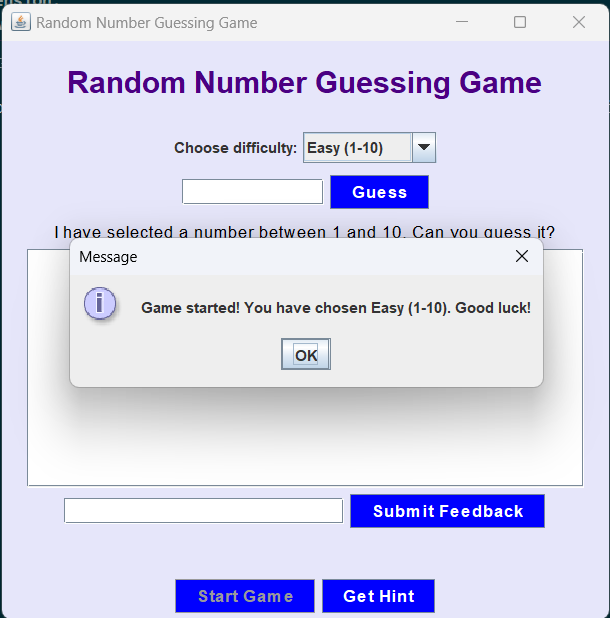 Random Number Guessing Game
Random Number Guessing Game
Choose difficulty: Easy (1-10)
Guess
I have selected a number between 1 and 10. Can you guess it?
Message
i
Game started! You have chosen Easy (1-10). Good luck!
OK
Submit Feedback
Start Game Get Hint